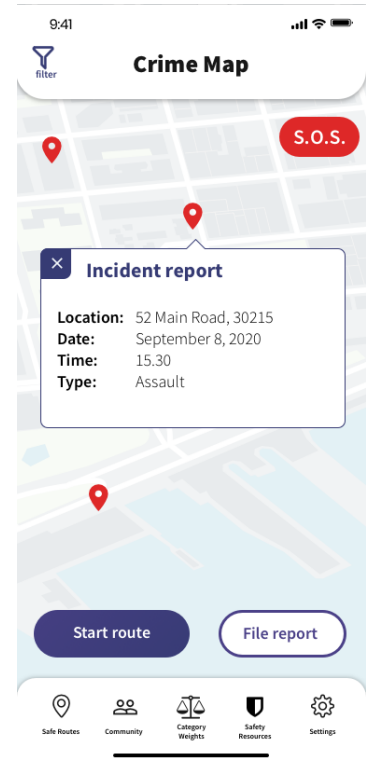 9:41
filter
Crime Map
S.O.S.
Incident report
Location: 52 Main Road, 30215
Date: September 8, 2020
Time: 15.30
Type: Assault
Start route
File report
Safe Routes
Community
Category
Weights
Safety
Resources
Settings